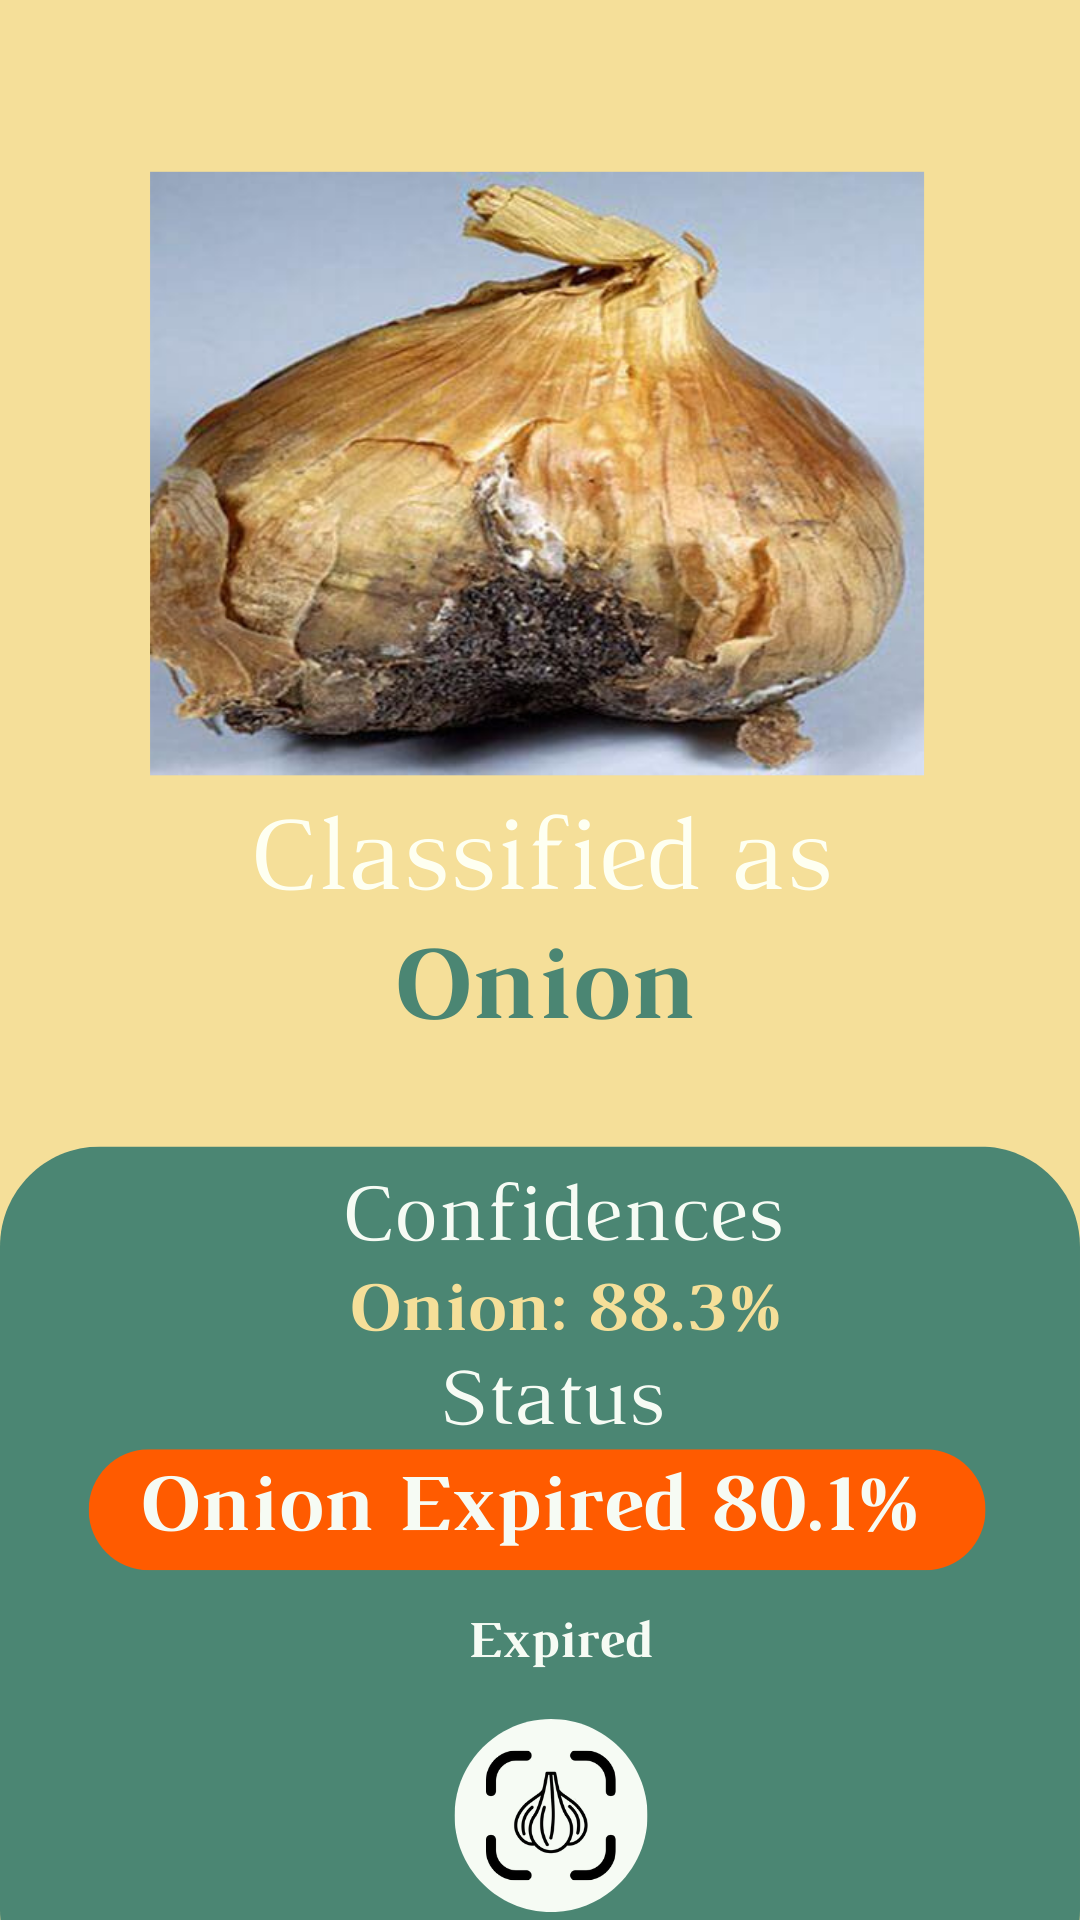 Classified as
Onion
Confidences
Onion: 88.3%
Status
Onion Expired 80.1%
Expired